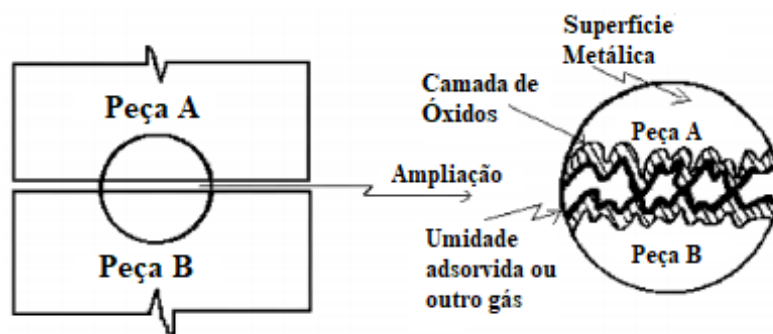 Peça A
Peça B
Ampliação
Superfície
Metálica
Camada de
Óxidos
Peça A
Umidade
adsorvida ou
outro gás
Peça B